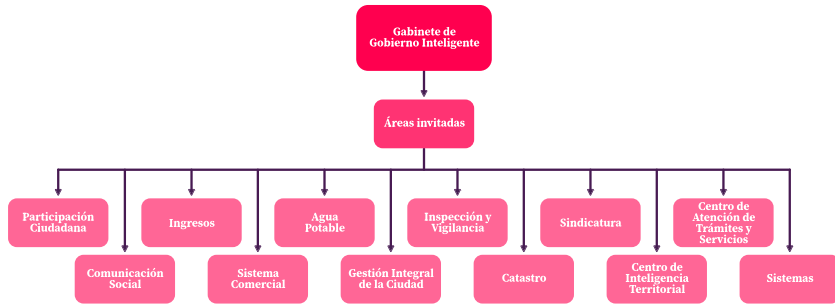 Gabinete de
Gobierno Inteligente
Áreas invitadas
Participación
Ciudadana
Ingresos
Agua
Potable
Inspección y
Vigilancia
Sindicatura
Centro de
Atención de
Trámites y
Servicios
Comunicación
Social
Sistema
Comercial
Gestión Integral
de la Ciudad
Catastro
Centro de
Inteligencia
Territorial
Sistemas